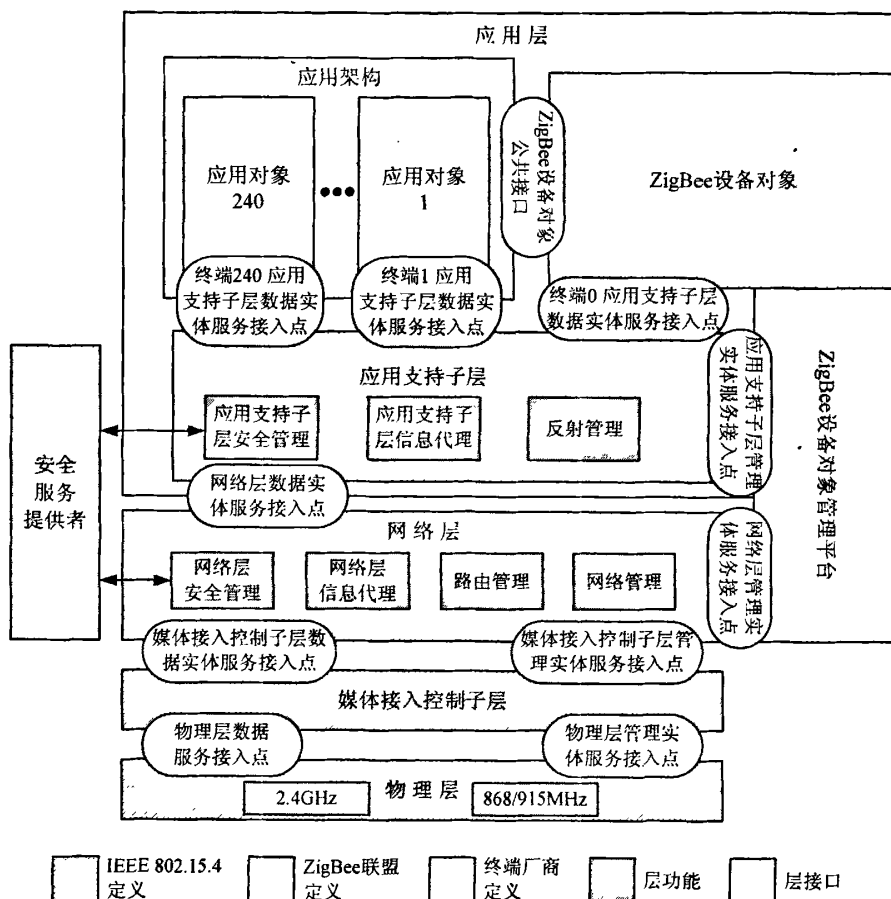 应用层
应用架构
应用对象
240
•••
应用对象
1
ZigBee设备对象
公共接口
ZigBee设备对象
终端240 应用
支持子层数据实
体服务接入点
终端1 应用
支持子层数据实
体服务接入点
终端0 应用支持子层
数据实体服务接入点
应用支持子层
应用支持子
层安全管理
应用支持子
层信息代理
反射管理
应用支持子层管理
实体服务接入点
ZigBee设备对象管理平台
安全
服务
提供者
网络层数据实
体服务接入点
网络层
网络层
安全管理
网络层
信息代理
路由管理
网络管理
网络层管理实
体服务接入点
媒体接入控制子层数
据实体服务接入点
媒体接入控制子层管
理实体服务接入点
媒体接入控制子层
物理层数据
服务接入点
物理层管理实
体服务接入点
物理层
2.4GHz
868/915MHz
IEEE 802.15.4
定义
ZigBee联盟
定义
终端厂商
定义
层功能
层接口